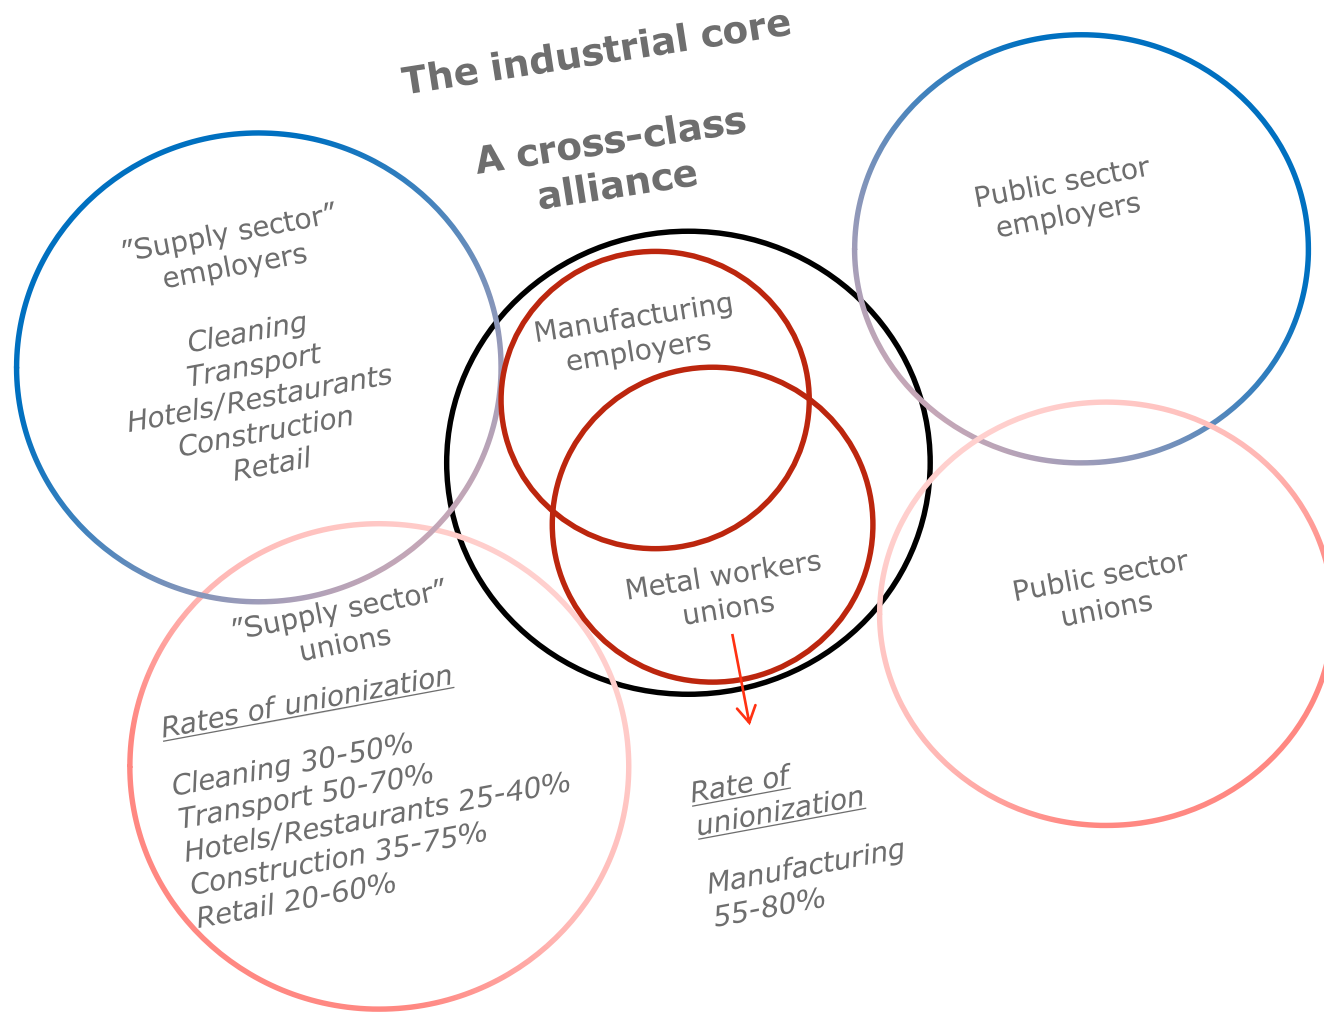 The industrial core
A cross-class
alliance
”Supply sector”
employers
Cleaning
Transport
Hotels/Restaurants
Construction
Retail
Manufacturing
employers
Public sector
employers
Metal workers
unions
Public sector
unions
”Supply sector”
unions
Rates of unionization
Cleaning 30-50%
Transport 50-70%
Hotels/Restaurants 25-40%
Construction 35-75%
Retail 20-60%
Rate of
unionization
Manufacturing
55-80%